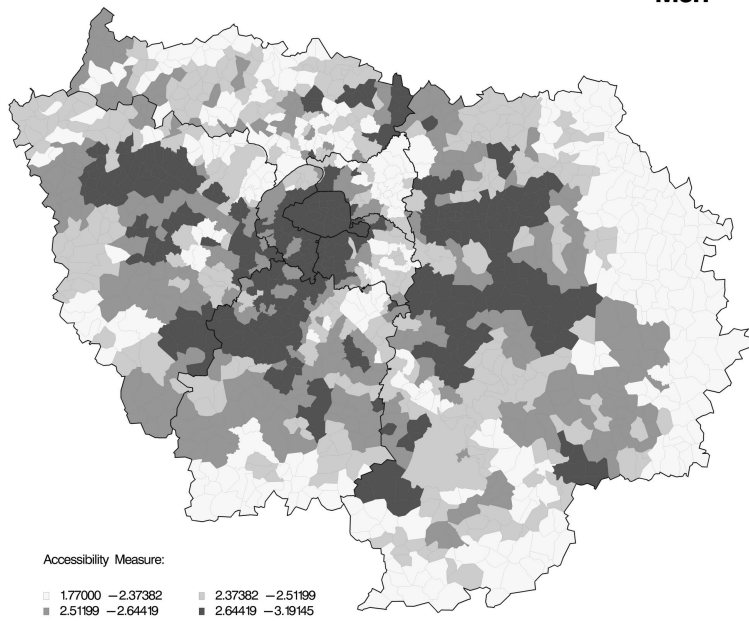 Accessibility Measure:
1.77000 – 2.37382 2.37382 – 2.51199
2.51199 – 2.64419 2.64419 – 3.19145